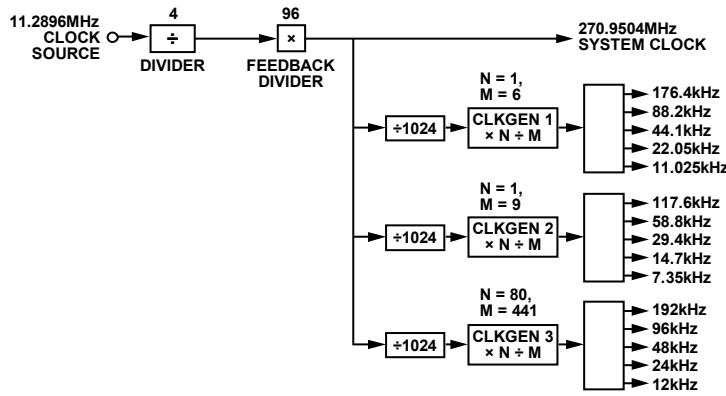 11.2896MHz
CLOCK
SOURCE
4
÷
DIVIDER
96
×
FEEDBACK
DIVIDER
270.9504MHz
SYSTEM CLOCK
N = 1,
M = 6
÷1024
CLKGEN 1
× N ÷ M
176.4kHz
88.2kHz
44.1kHz
22.05kHz
11.025kHz
N = 1,
M = 9
÷1024
CLKGEN 2
× N ÷ M
117.6kHz
58.8kHz
29.4kHz
14.7kHz
7.35kHz
N = 80,
M = 441
÷1024
CLKGEN 3
× N ÷ M
192kHz
96kHz
48kHz
24kHz
12kHz